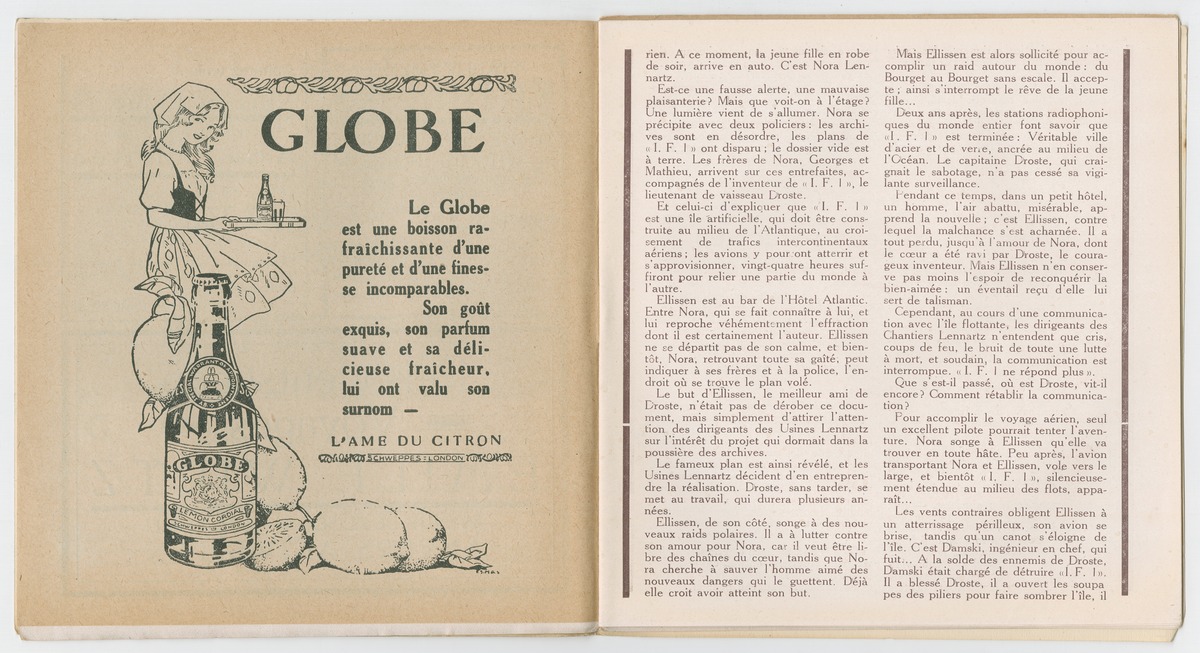 GLOBE
Le Globe
est une boisson ra-
fraîchissante d'une
pureté et d'une fines-
se incomparables.
Son goût
exquis, son parfum
suave et sa déli-
cieuse fraicheur,
lui ont valu son
surnom —
L'AME DU CITRON
SCHWEPPES : LONDON
GLOBE
LEMON CORDIAL
SCHWEPPES LD LONDON
rien. A ce moment, la jeune fille en robe
de soir, arrive en auto. C'est Nora Len-
nartz.
Est-ce une fausse alerte, une mauvaise
plaisanterie? Mais que voit-on à l'étage?
Une lumière vient de s'allumer. Nora se
précipite avec deux policiers : les archi-
ves sont en désordre, les plans de
« I. F. I » ont disparu ; le dossier vide est
à terre. Les frères de Nora, Georges et
Mathieu, arrivent sur ces entrefaites, ac-
compagnés de l'inventeur de « I. F. I », le
lieutenant de vaisseau Droste.
Et celui-ci d'expliquer que « I. F. I »
est une île artificielle, qui doit être cons-
truite au milieu de l'Atlantique, au croi-
sement de trafics intercontinentaux
aériens ; les avions y pourront atterrir et
s'approvisionner, vingt-quatre heures suf-
firont pour relier une partie du monde à
l'autre.
Ellissen est au bar de l'Hôtel Atlantic.
Entre Nora, qui se fait connaître à lui, et
lui reproche véhémentement l'effraction
dont il est certainement l'auteur. Ellissen
ne se départit pas de son calme, et bien-
tôt, Nora, retrouvant toute sa gaîté, peut
indiquer à ses frères et à la police, l'en-
droit où se trouve le plan volé.
Le but d'Ellissen, le meilleur ami de
Droste, n'était pas de dérober ce docu-
ment, mais simplement d'attirer l'atten-
tion des dirigeants des Usines Lennartz
sur l'intérêt du projet qui dormait dans la
poussière des archives.
Le fameux plan est ainsi révélé, et les
Usines Lennartz décident d'en entrepren-
dre la réalisation. Droste, sans tarder, se
met au travail, qui durera plusieurs an-
nées.
Ellissen, de son côté, songe à des nou-
veaux raids polaires. Il a à lutter contre
son amour pour Nora, car il veut être li-
bre des chaînes du cœur, tandis que No-
ra cherche à sauver l'homme aimé des
nouveaux dangers qui le guettent. Déjà
elle croit avoir atteint son but.
Mais Ellissen est alors sollicité pour ac-
complir un raid autour du monde : du
Bourget au Bourget sans escale. Il accep-
te ; ainsi s'interrompt le rêve de la jeune
fille...
Deux ans après, les stations radiophoni-
ques du monde entier font savoir que
« I. F. I » est terminée : Véritable ville
d'acier et de verre, ancrée au milieu de
l'Océan. Le capitaine Droste, qui crai-
gnait le sabotage, n'a pas cessé sa vigi-
lante surveillance.
Pendant ce temps, dans un petit hôtel,
un homme, l'air abattu, misérable, ap-
prend la nouvelle ; c'est Ellissen, contre
lequel la malchance s'est acharnée. Il a
tout perdu, jusqu'à l'amour de Nora, dont
le cœur a été ravi par Droste, le coura-
geux inventeur. Mais Ellissen n'en conser-
ve pas moins l'espoir de reconquérir la
bien-aimée : un éventail reçu d'elle lui
sert de talisman.
Cependant, au cours d'une communica-
tion avec l'île flottante, les dirigeants des
Chantiers Lennartz n'entendent que cris,
coups de feu, le bruit de toute une lutte
à mort, et soudain, la communication est
interrompue. « I. F. I ne répond plus ».
Que s'est-il passé, où est Droste, vit-il
encore? Comment rétablir la communica-
tion?
Pour accomplir le voyage aérien, seul
un excellent pilote pourrait tenter l'aven-
ture. Nora songe à Ellissen qu'elle va
trouver en toute hâte. Peu après, l'avion
transportant Nora et Ellissen, vole vers le
large, et bientôt « I. F. I », silencieuse-
ment étendue au milieu des flots, appa-
raît...
Les vents contraires obligent Ellissen à
un atterrissage périlleux, son avion se
brise, tandis qu'un canot s'éloigne de
l'île. C'est Damski, ingénieur en chef, qui
fuit... A la solde des ennemis de Droste,
Damski était chargé de détruire « I. F. I ».
Il a blessé Droste, il a ouvert les soupa
pes des piliers pour faire sombrer l'île, il